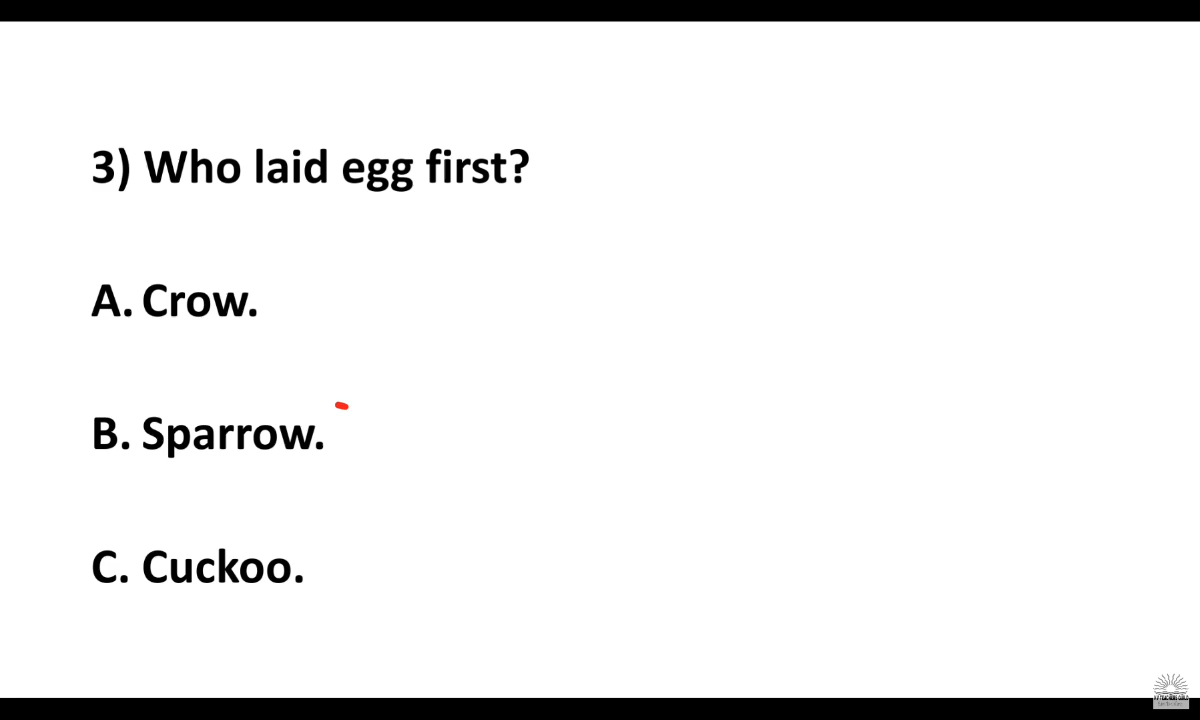 3) Who laid egg first?
A. Crow.
B. Sparrow.
C. Cuckoo.